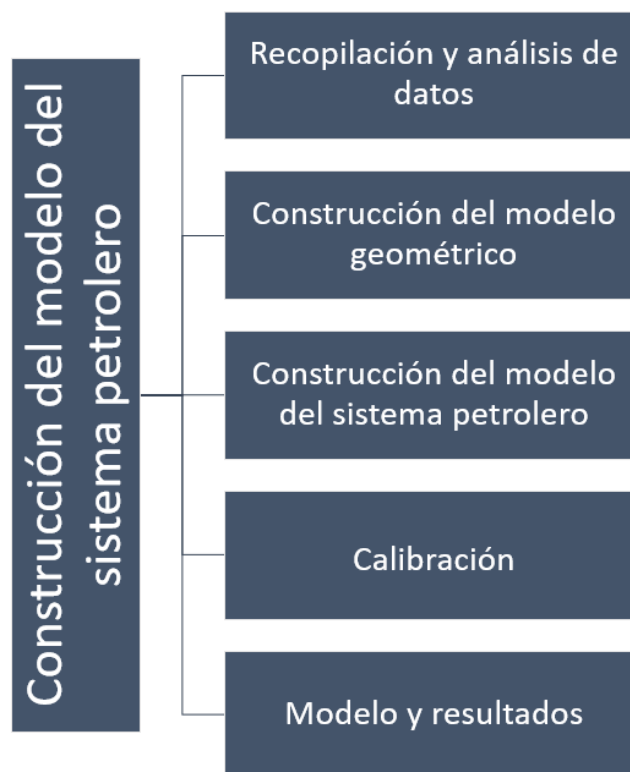 Construcción del modelo del
sistema petrolero
Recopilación y análisis de
datos
Construcción del modelo
geométrico
Construcción del modelo
del sistema petrolero
Calibración
Modelo y resultados